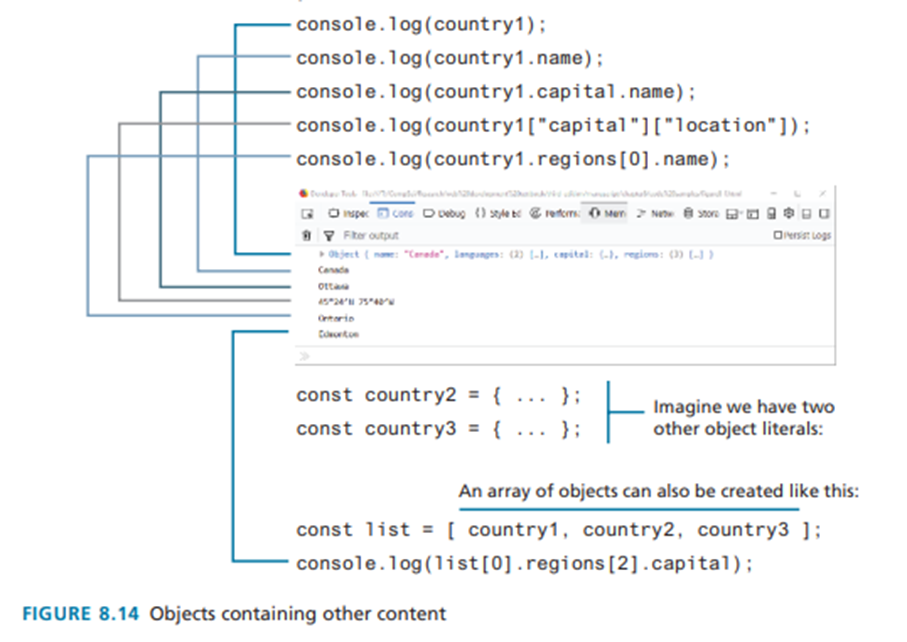 console.log(country1);
console.log(country1.name);
console.log(country1.capital.name);
console.log(country1["capital"]["location"]);
console.log(country1.regions[0].name);
Debug
Filter output
Persist Logs
Object { name: "Canada", languages: (2) […], capital: {…}, regions: (3) […] }
Canada
Ottawa
45°24'N 75°40'W
Ontario
Edmonton
const country2 = { ... };
const country3 = { ... };
Imagine we have two
other object literals:
An array of objects can also be created like this:
const list = [ country1, country2, country3 ];
console.log(list[0].regions[2].capital);
FIGURE 8.14 Objects containing other content